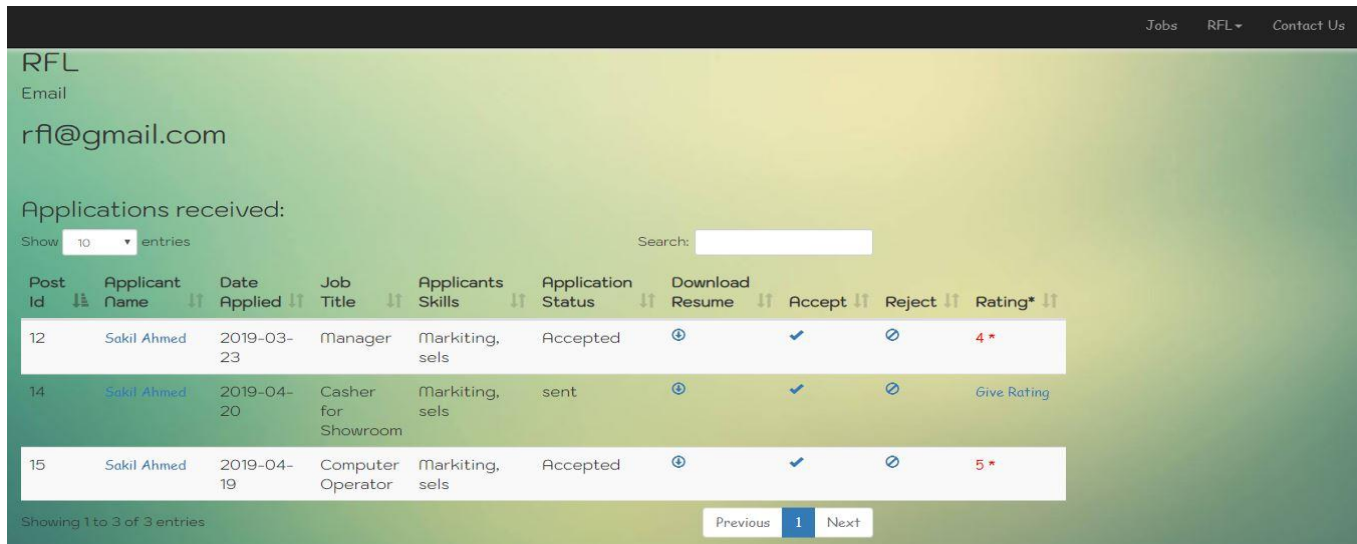 Jobs RFL Contact Us
RFL
Email
rfl@gmail.com
Applications received:
Show 10 entries Search:
Post Applicant Date Job Applicants Application Download
Id Name Applied Title Skills Status Resume Accept Reject Rating*
12 Sakil Ahmed 2019-03- Manager Markiting, Accepted 4 *
23 sels
14 Sakil Ahmed 2019-04- Casher Markiting, sent Give Rating
20 for sels
Showroom
15 Sakil Ahmed 2019-04- Computer Markiting, Accepted 5 *
19 Operator sels
Showing 1 to 3 of 3 entries Previous 1 Next